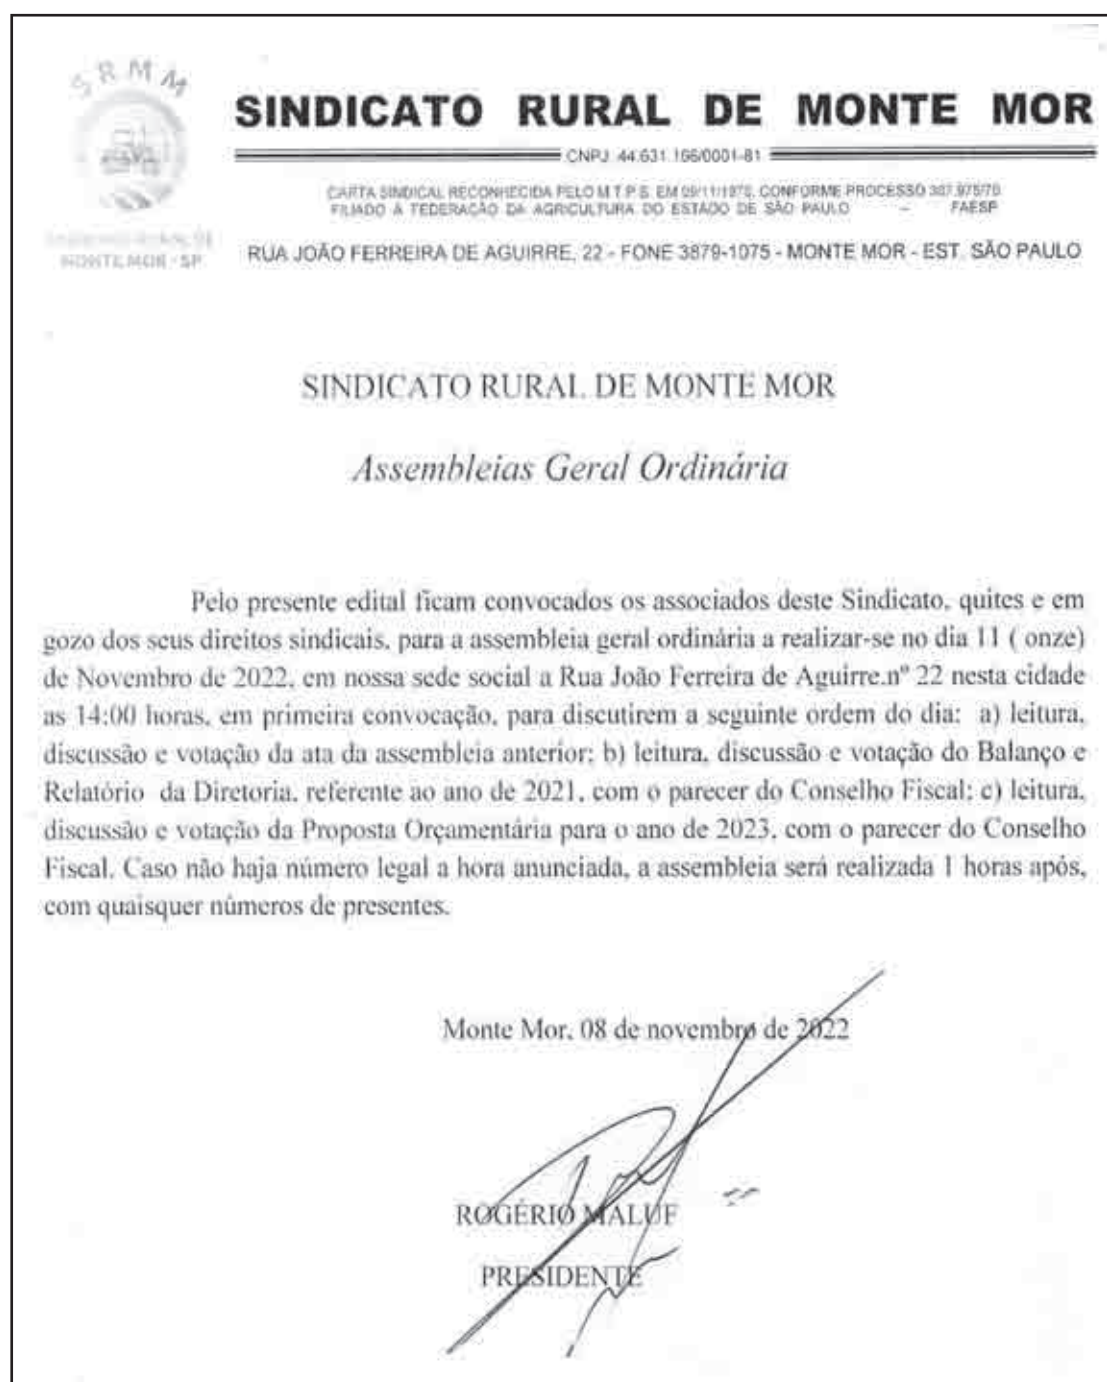 SRMM
SINDICATO RURAL DE MONTE MOR
CNPJ 44.631.166/0001-81
CARTA SINDICAL RECONHECIDA PELO M.T.P.S. EM 09/11/1976, CONFORME PROCESSO
FILIADO A FEDERAÇÃO DA AGRICULTURA DO ESTADO DE SÃO PAULO – FAESP
MONTE MOR - SP
RUA JOÃO FERREIRA DE AGUIRRE, 22 - FONE 3879-1075 - MONTE MOR - EST. SÃO PAULO
SINDICATO RURAL DE MONTE MOR
Assembleias Geral Ordinária
Pelo presente edital ficam convocados os associados deste Sindicato, quites e em
gozo dos seus direitos sindicais, para a assembleia geral ordinária a realizar-se no dia 11 ( onze)
de Novembro de 2022, em nossa sede social a Rua João Ferreira de Aguirre.nº 22 nesta cidade
as 14:00 horas, em primeira convocação, para discutirem a seguinte ordem do dia: a) leitura,
discussão e votação da ata da assembleia anterior; b) leitura, discussão e votação do Balanço e
Relatório da Diretoria, referente ao ano de 2021, com o parecer do Conselho Fiscal; c) leitura,
discussão e votação da Proposta Orçamentária para o ano de 2023, com o parecer do Conselho
Fiscal. Caso não haja número legal a hora anunciada, a assembleia será realizada 1 horas após,
com quaisquer números de presentes.
Monte Mor, 08 de novembro de 2022
ROGÉRIO MALUF
PRESIDENTE